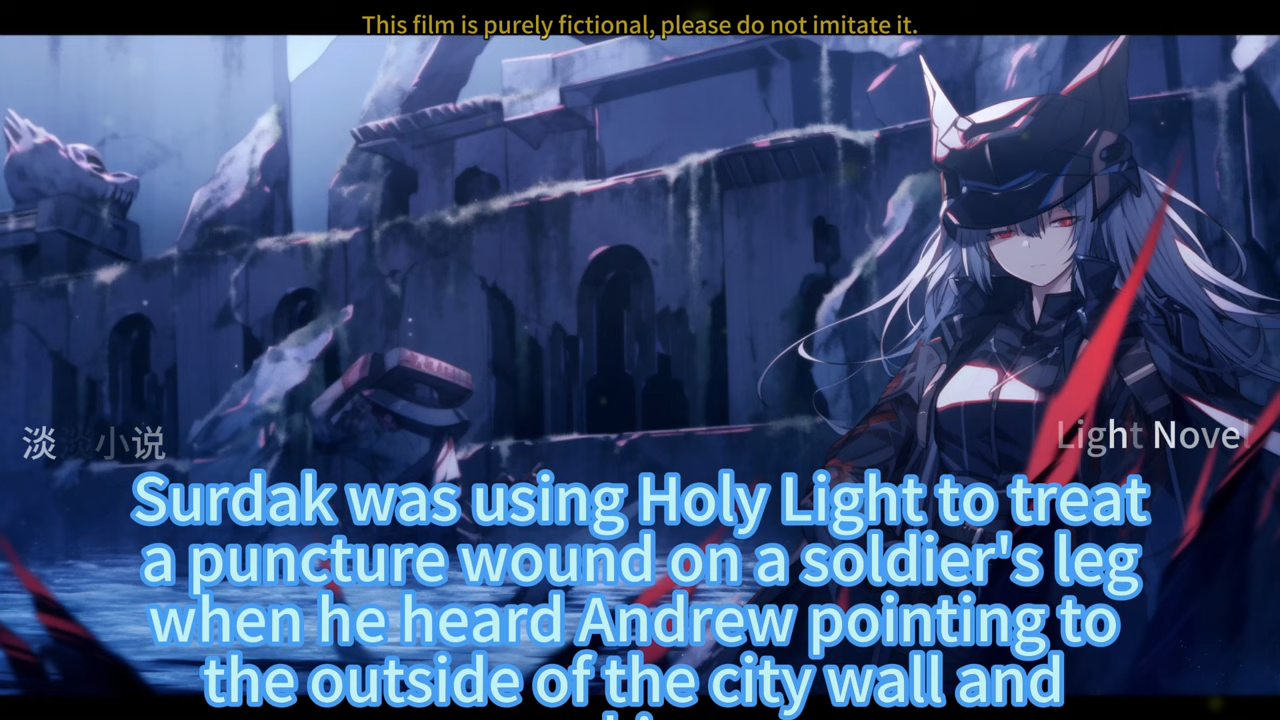 This film is purely fictional, please do not imitate it.
淡淡小说
Light Novel
Surdak was using Holy Light to treat
a puncture wound on a soldier's leg
when he heard Andrew pointing to
the outside of the city wall and